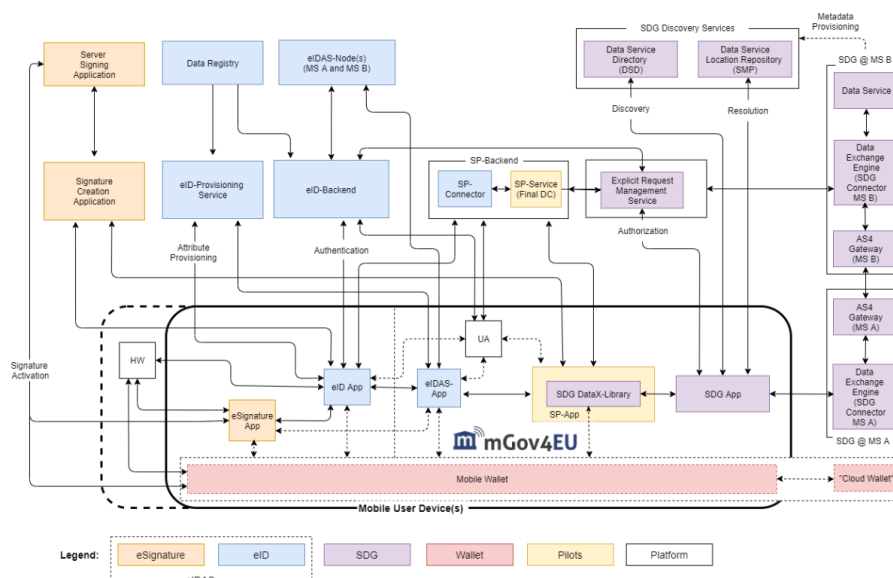 SDG Discovery Services
Metadata
Provisioning
Server
Signing
Application
Data Registry
eIDAS-Node(s)
(MS A and MS B)
Data Service
Directory
(DSD)
Data Service
Location Repository
(SMP)
SDG @ MS B
Data Service
Discovery
Resolution
Signature
Creation
Application
eID-Provisioning
Service
eID-Backend
SP-Backend
SP-
Connector
SP-Service
(Final DC)
Explicit Request
Management
Service
Data
Exchange
Engine
(SDG
Connector
MS B)
Attribute
Provisioning
Authentication
Authorization
AS4
Gateway
(MS B)
AS4
Gateway
(MS A)
HW
UA
Signature
Activation
eID App
eIDAS-
App
SDG DataX-Library
SP-App
SDG App
Data
Exchange
Engine
(SDG
Connector
MS A)
eSignature
App
mGov4EU
SDG @ MS A
Mobile Wallet
"Cloud Wallet"
Mobile User Device(s)
Legend:
eSignature
eID
SDG
Wallet
Pilots
Platform